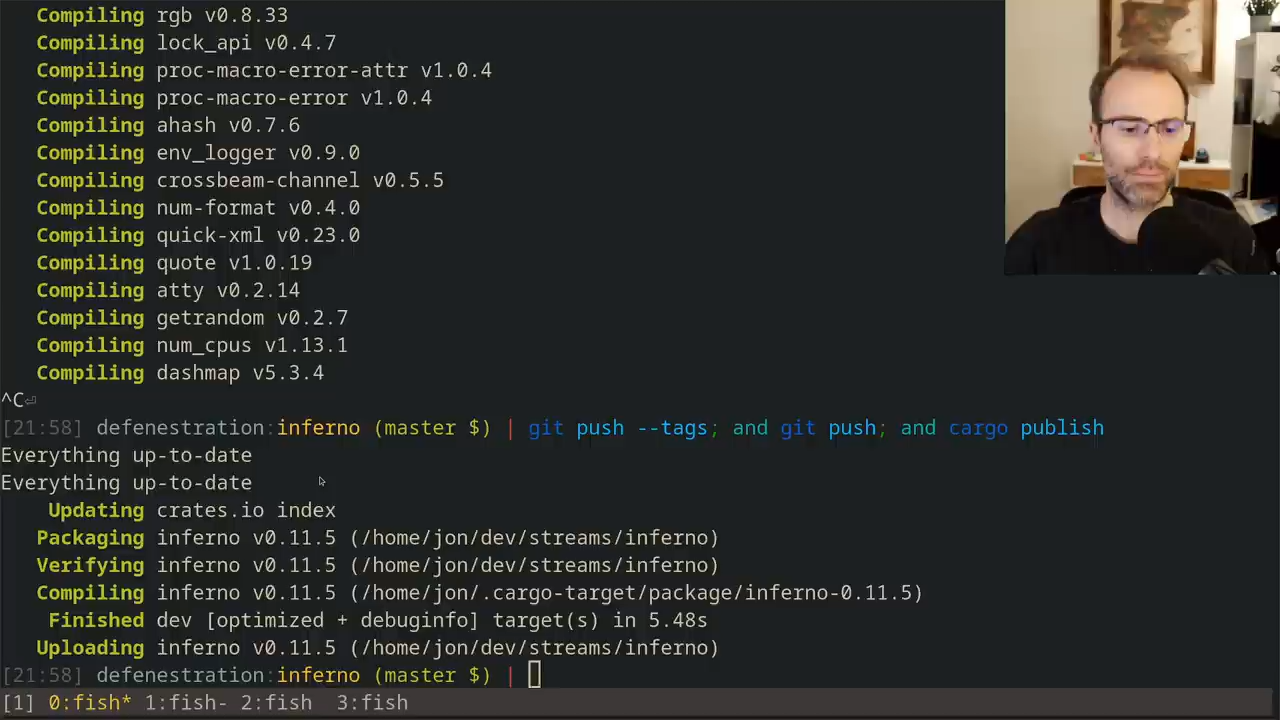 Compiling rgb v0.8.33
Compiling lock_api v0.4.7
Compiling proc-macro-error-attr v1.0.4
Compiling proc-macro-error v1.0.4
Compiling ahash v0.7.6
Compiling env_logger v0.9.0
Compiling crossbeam-channel v0.5.5
Compiling num-format v0.4.0
Compiling quick-xml v0.23.0
Compiling quote v1.0.19
Compiling atty v0.2.14
Compiling getrandom v0.2.7
Compiling num_cpus v1.13.1
Compiling dashmap v5.3.4
^C⏎
[21:58] defenestration:inferno (master $) | git push --tags; and git push; and cargo publish
Everything up-to-date
Everything up-to-date
Updating crates.io index
Packaging inferno v0.11.5 (/home/jon/dev/streams/inferno)
Verifying inferno v0.11.5 (/home/jon/dev/streams/inferno)
Compiling inferno v0.11.5 (/home/jon/.cargo-target/package/inferno-0.11.5)
Finished dev [optimized + debuginfo] target(s) in 5.48s
Uploading inferno v0.11.5 (/home/jon/dev/streams/inferno)
[21:58] defenestration:inferno (master $) |
[1] 0:fish* 1:fish- 2:fish 3:fish